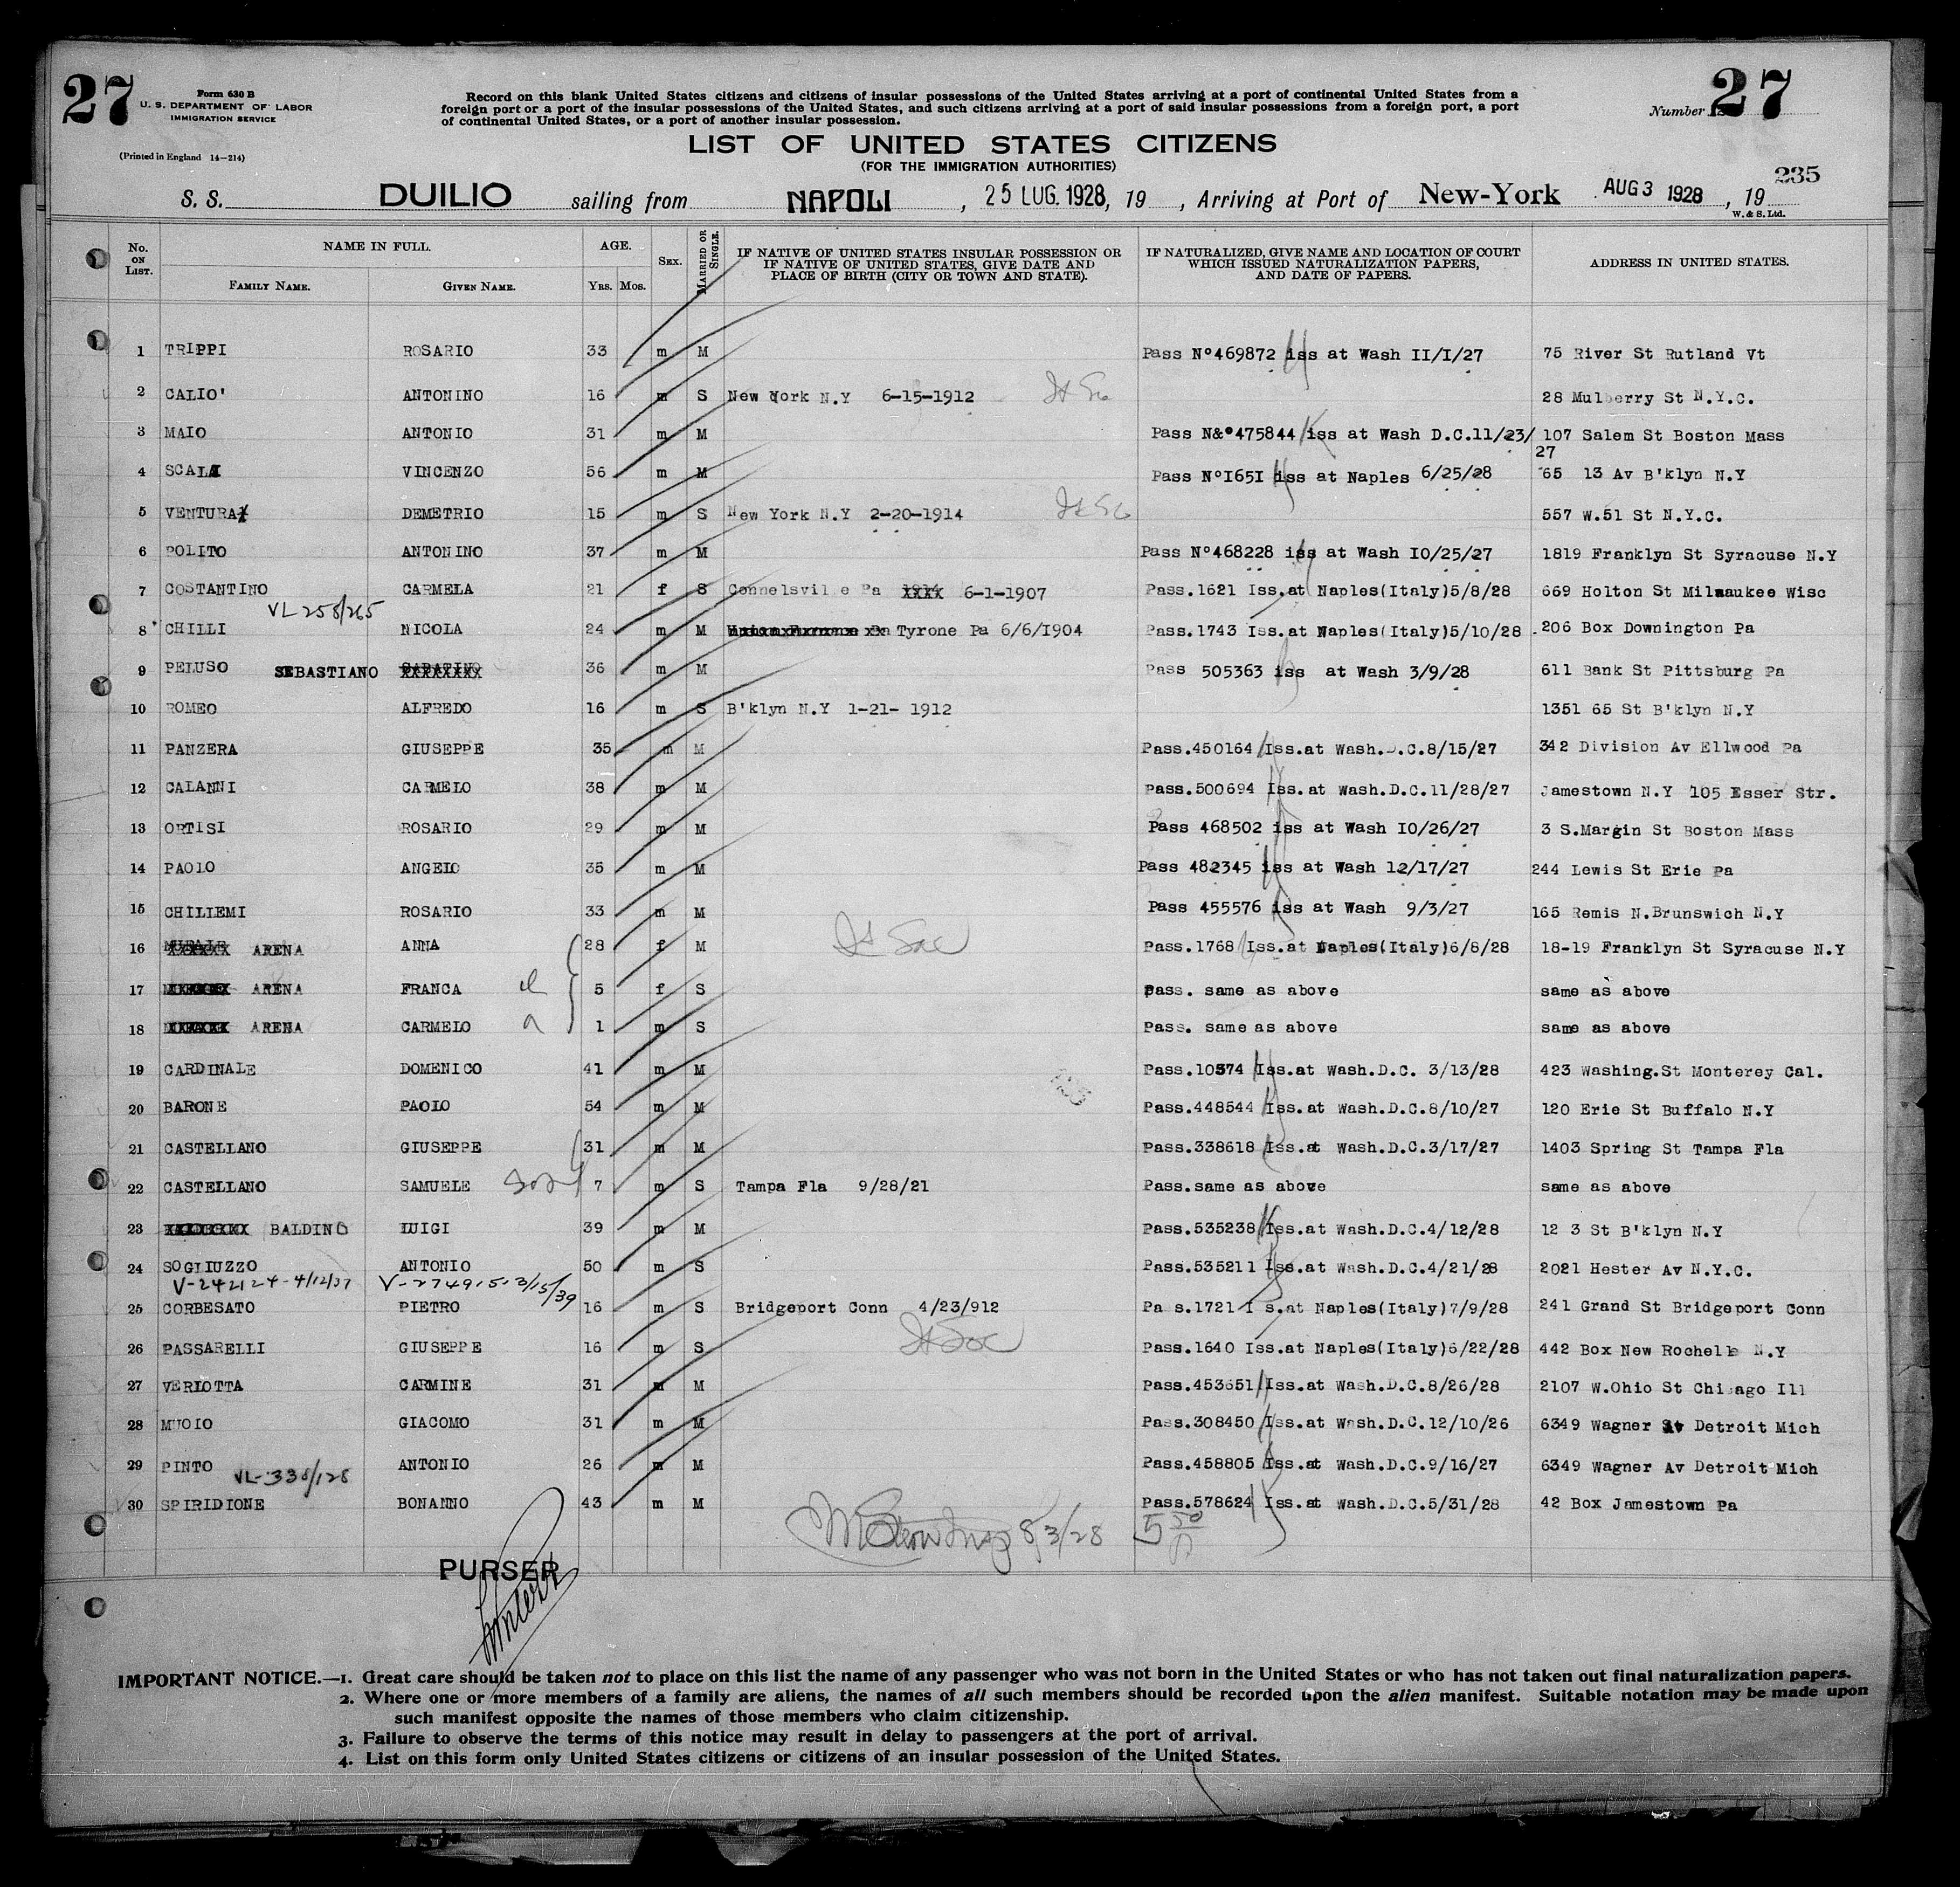 27
Form 630 B
U. S. DEPARTMENT OF LABOR
IMMIGRATION SERVICE
(Printed in England 14—214)
Record on this blank United States citizens and citizens of insular possessions of the United States arriving at a port of continental United States from a
foreign port or a port of the insular possessions of the United States, and such citizens arriving at a port of said insular possessions from a foreign port, a port
of continental United States, or a port of another insular possession.
Number 27
LIST OF UNITED STATES CITIZENS
(FOR THE IMMIGRATION AUTHORITIES)
235
S. S. DUILIO sailing from NAPOLI, 25 LUG. 1928, 19 , Arriving at Port of New-York AUG 3 1928, 19
W. & S. Ltd.
No. ON LIST. NAME IN FULL. FAMILY NAME. GIVEN NAME. AGE. YRS. MOS. SEX. MARRIED OR SINGLE. IF NATIVE OF UNITED STATES INSULAR POSSESSION OR IF NATIVE OF UNITED STATES, GIVE DATE AND PLACE OF BIRTH (CITY OR TOWN AND STATE). IF NATURALIZED, GIVE NAME AND LOCATION OF COURT WHICH ISSUED NATURALIZATION PAPERS, AND DATE OF PAPERS. ADDRESS IN UNITED STATES.
1 TRIPPI ROSARIO 33 m M Pass N°469872 iss at Wash II/I/27 75 River St Rutland Vt
2 CALIO' ANTONINO 16 m S New York N.Y 6-15-1912 28 Mulberry St N.Y.C.
3 MAIO ANTONIO 31 m M Pass N&°475844 iss at Wash D.C.11/23/27 107 Salem St Boston Mass
4 SCALI VINCENZO 56 m M Pass N°I65I iss at Naples 6/25/28 65 13 Av B'klyn N.Y
5 VENTURA DEMETRIO 15 m S New York N.Y 2-20-1914 557 W.51 St N.Y.C.
6 POLITO ANTONINO 37 m M Pass N°468228 iss at Wash IO/25/27 1819 Franklyn St Syracuse N.Y
7 COSTANTINO CARMELA 21 f S Connelsville Pa XXXX 6-1-1907 Pass.1621 Iss.at Naples(Italy)5/8/28 669 Holton St Milwaukee Wisc
VL 258/265
8 CHILLI NICOLA 24 m M Tyrone Pa 6/6/I904 Pass.1743 Iss.at Naples(Italy)5/10/28 206 Box Downington Pa
9 PELUSO SEBASTIANO 36 m M Pass 505363 iss at Wash 3/9/28 611 Bank St Pittsburg Pa
10 ROMEO ALFREDO 16 m S B'klyn N.Y 1-21- 1912 1351 65 St B'klyn N.Y
11 PANZERA GIUSEPPE 35 m M Pass.450164 Iss.at Wash.D.C.8/15/27 342 Division Av Ellwood Pa
12 CALANNI CARMELO 38 m M Pass.500694 Iss.at Wash.D.C.11/28/27 Jamestown N.Y 105 Esser Str.
13 ORTISI ROSARIO 29 m M Pass 468502 iss at Wash IO/26/27 3 S.Margin St Boston Mass
14 PAOLO ANGELO 35 m M Pass 482345 iss at Wash 12/17/27 244 Lewis St Erie Pa
15 CHILLEMI ROSARIO 33 m M Pass 455576 iss at Wash 9/3/27 165 Remis N.Brunswich N.Y
16 ARENA ANNA 28 f M Pass.1768 Iss.at Naples(Italy)6/8/28 18-19 Franklyn St Syracuse N.Y
17 ARENA FRANCA 5 f S Pass. same as above same as above
18 ARENA CARMELO 1 m S Pass. same as above same as above
19 CARDINALE DOMENICO 41 m M Pass.10574 Iss.at Wash.D.C. 3/13/28 423 Washing.St Monterey Cal.
20 BARONE PAOLO 54 m M Pass.448544 Iss.at Wash.D.C.8/10/27 120 Erie St Buffalo N.Y
21 CASTELLANO GIUSEPPE 31 m M Pass.338618 Iss.at Wash.D.C.3/17/27 1403 Spring St Tampa Fla
22 CASTELLANO SAMUELE Son 7 m S Tampa Fla 9/28/21 Pass.same as above same as above
23 BALDINO LUIGI 39 m M Pass.535238 Iss.at Wash.D.C.4/12/28 12 3 St B'klyn N.Y
24 SOGLIUZZO ANTONIO 50 m S Pass.535211 Iss.at Wash.D.C.4/21/28 2021 Hester Av N.Y.C.
V-242124-4/12/37 V-274915-2/15/39
25 CORBESATO PIETRO 16 m S Bridgeport Conn 4/23/912 Pa s.1721 I s.at Naples(Italy)7/9/28 241 Grand St Bridgeport Conn
26 PASSARELLI GIUSEPPE 16 m S Pass.1640 Iss.at Naples(Italy)6/22/28 442 Box New Rochelle N.Y
27 VERLOTTA CARMINE 31 m M Pass.453651 Iss.at Wash.D.C.8/26/28 2107 W.Ohio St Chicago Ill
28 MUOIO GIACOMO 31 m M Pass.308450 Iss.at Wash.D.C.12/10/26 6349 Wagner Av Detroit Mich
29 PINTO ANTONIO 26 m M Pass.458805 Iss.at Wash.D.C.9/16/27 6349 Wagner Av Detroit Mich
VL-338/128
30 SPIRIDIONE BONANNO 43 m M Pass.578624 Iss.at Wash.D.C.5/31/28 42 Box Jamestown Pa
8/3/28
PURSER
IMPORTANT NOTICE.—1. Great care should be taken not to place on this list the name of any passenger who was not born in the United States or who has not taken out final naturalization papers.
2. Where one or more members of a family are aliens, the names of all such members should be recorded upon the alien manifest. Suitable notation may be made upon
such manifest opposite the names of those members who claim citizenship.
3. Failure to observe the terms of this notice may result in delay to passengers at the port of arrival.
4. List on this form only United States citizens or citizens of an insular possession of the United States.